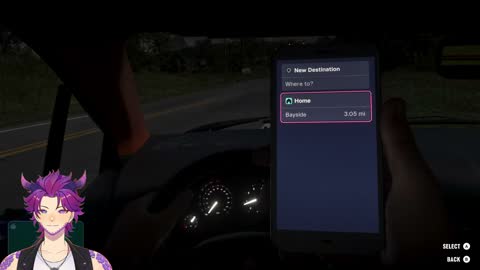 New Destination
Where to?
Home
Bayside 3.05 mi
SELECT A
BACK B